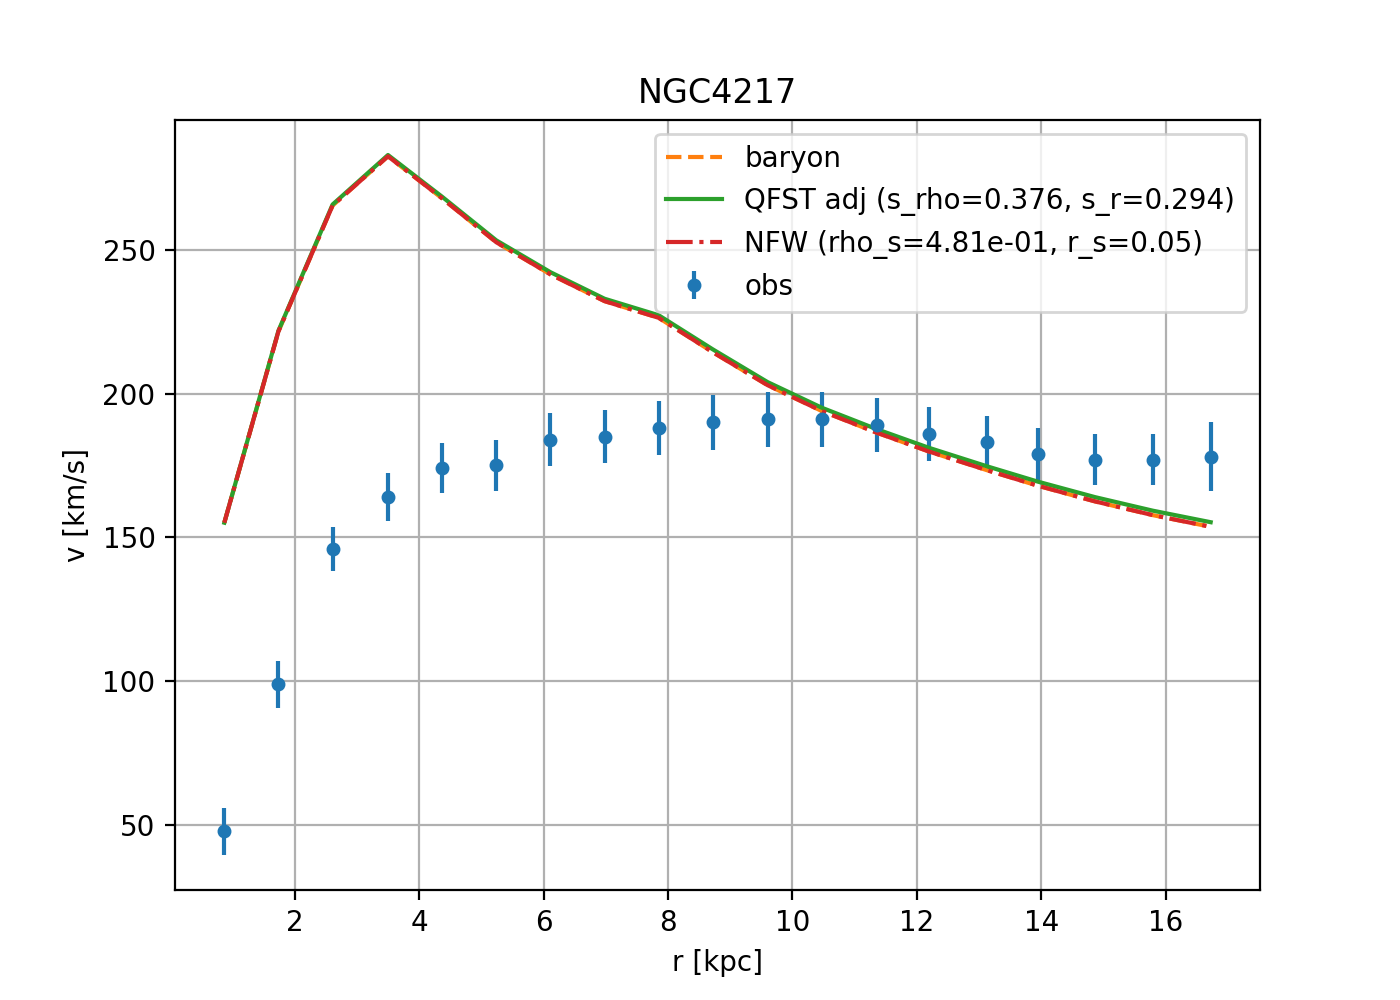 NGC4217
baryon
QFST adj (s_rho=0.376, s_r=0.294)
NFW (rho_s=4.81e-01, r_s=0.05)
obs
v [km/s]
250
200
150
100
50
2 4 6 8 10 12 14 16
r [kpc]